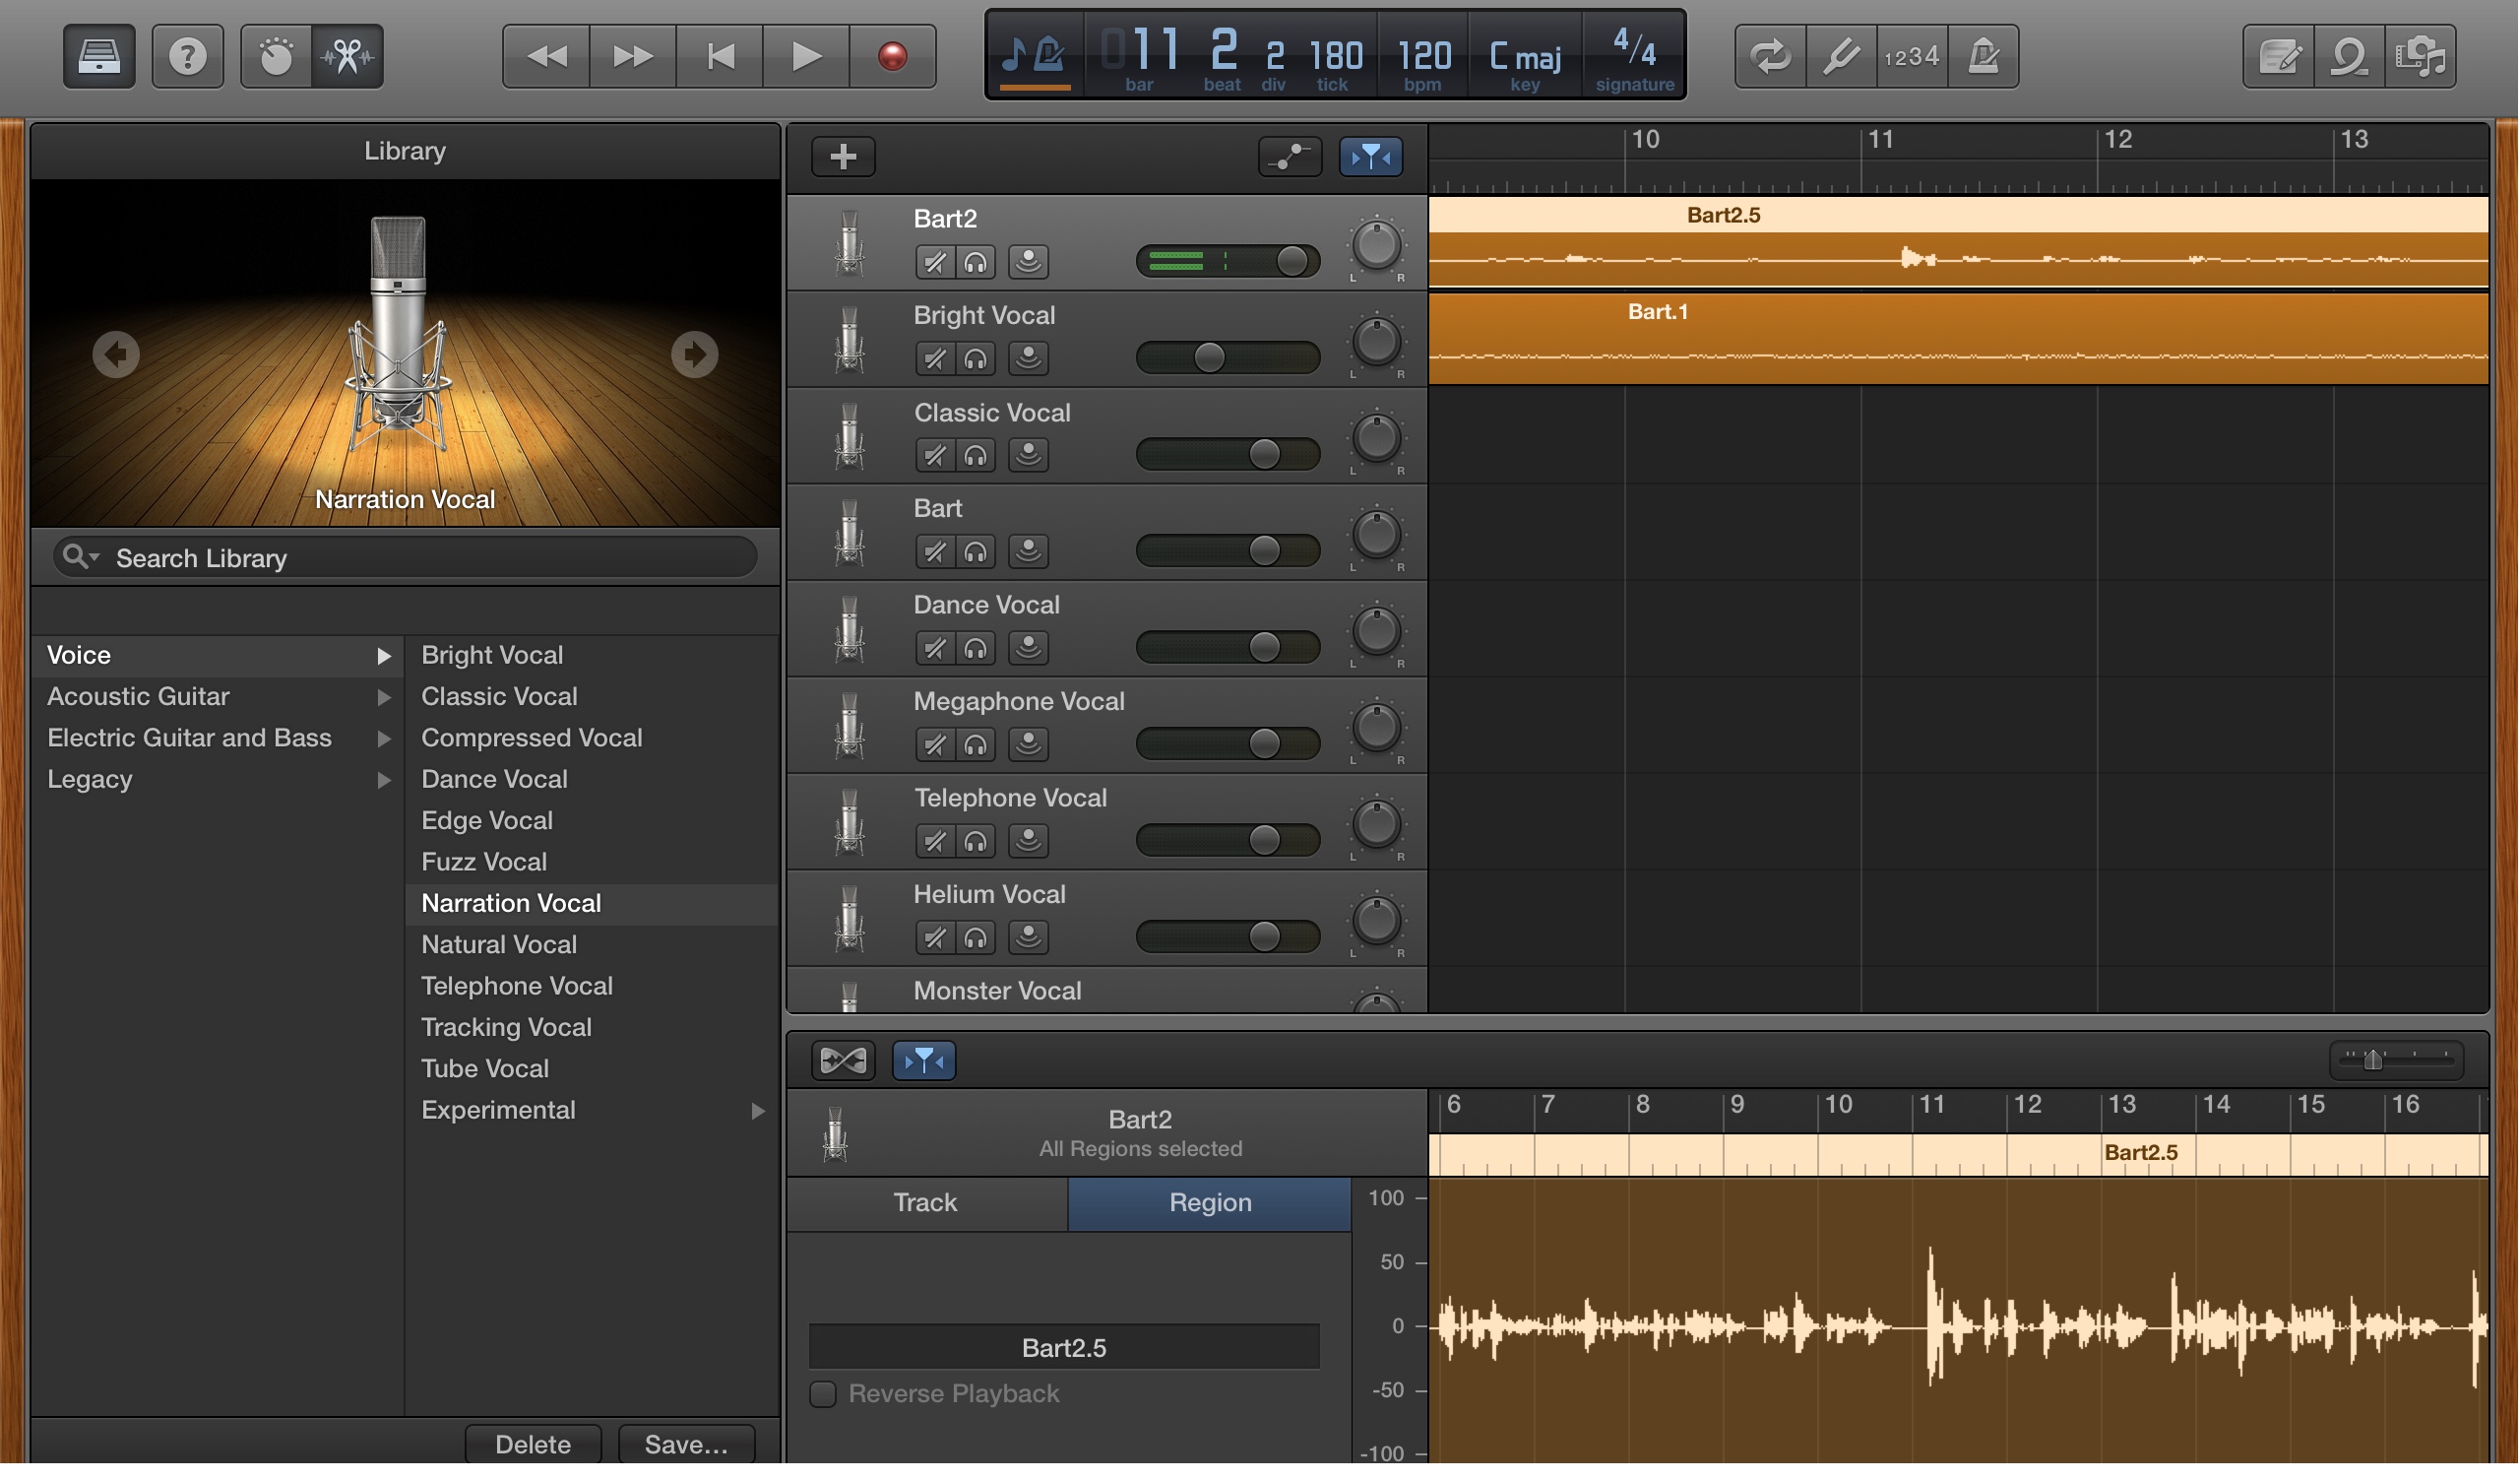 011 2 2 180 120 C maj 4/4
bar beat div tick bpm key signature
1234
Library
Narration Vocal
Search Library
Voice
Acoustic Guitar
Electric Guitar and Bass
Legacy
Bright Vocal
Classic Vocal
Compressed Vocal
Dance Vocal
Edge Vocal
Fuzz Vocal
Narration Vocal
Natural Vocal
Telephone Vocal
Tracking Vocal
Tube Vocal
Experimental
Delete
Save...
Bart2
L R
Bright Vocal
L R
Classic Vocal
L R
Bart
L R
Dance Vocal
L R
Megaphone Vocal
L R
Telephone Vocal
L R
Helium Vocal
L R
Monster Vocal
10 11 12 13
Bart2.5
Bart.1
Bart2
All Regions selected
Track Region
Bart2.5
Reverse Playback
6 7 8 9 10 11 12 13 14 15 16
Bart2.5
100
50
0
-50
-100